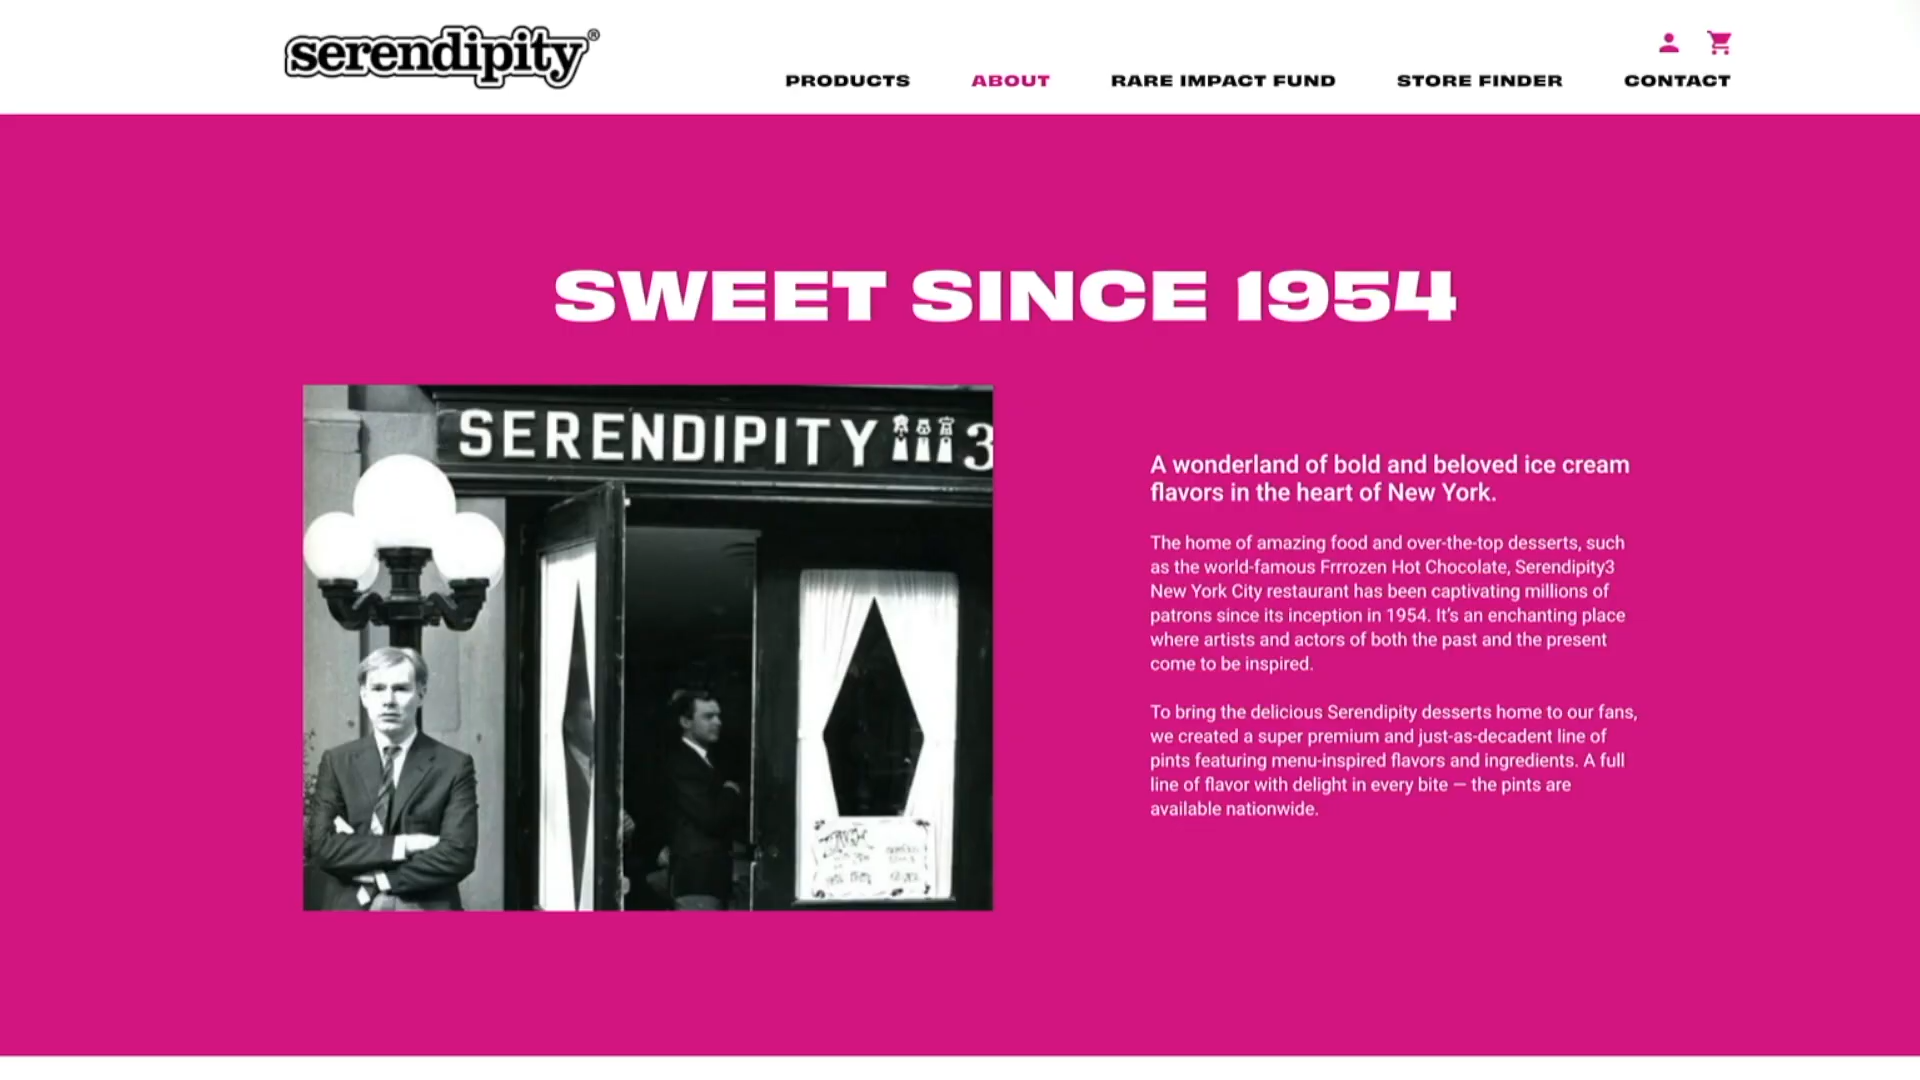 serendipity®
PRODUCTS
ABOUT
RARE IMPACT FUND
STORE FINDER
CONTACT
SWEET SINCE 1954
SERENDIPITY 3
A wonderland of bold and beloved ice cream
flavors in the heart of New York.
The home of amazing food and over-the-top desserts, such
as the world-famous Frrrozen Hot Chocolate, Serendipity3
New York City restaurant has been captivating millions of
patrons since its inception in 1954. It’s an enchanting place
where artists and actors of both the past and the present
come to be inspired.
To bring the delicious Serendipity desserts home to our fans,
we created a super premium and just-as-decadent line of
pints featuring menu-inspired flavors and ingredients. A full
line of flavor with delight in every bite — the pints are
available nationwide.